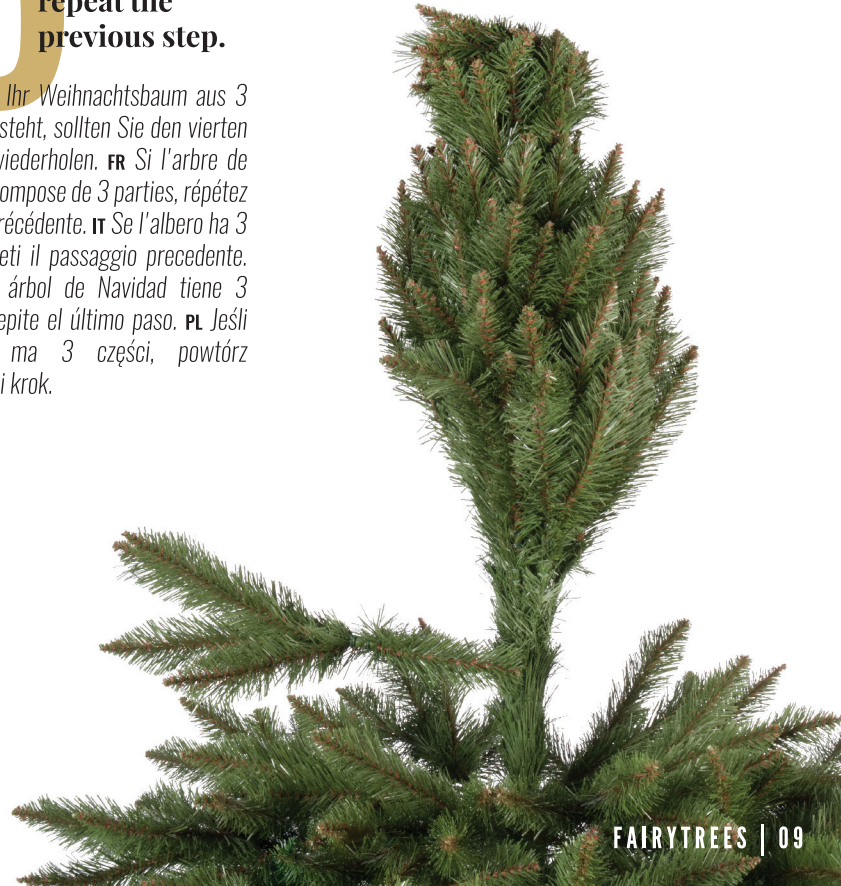 repeat the
previous step.
Ihr Weihnachtsbaum aus 3
steht, sollten Sie den vierten
wiederholen. FR Si l'arbre de
ompose de 3 parties, répétez
récédente. IT Se l'albero ha 3
eti il passaggio precedente.
árbol de Navidad tiene 3
epite el último paso. PL Jeśli
ma 3 części, powtórz
i krok.
FAIRYTREES | 09